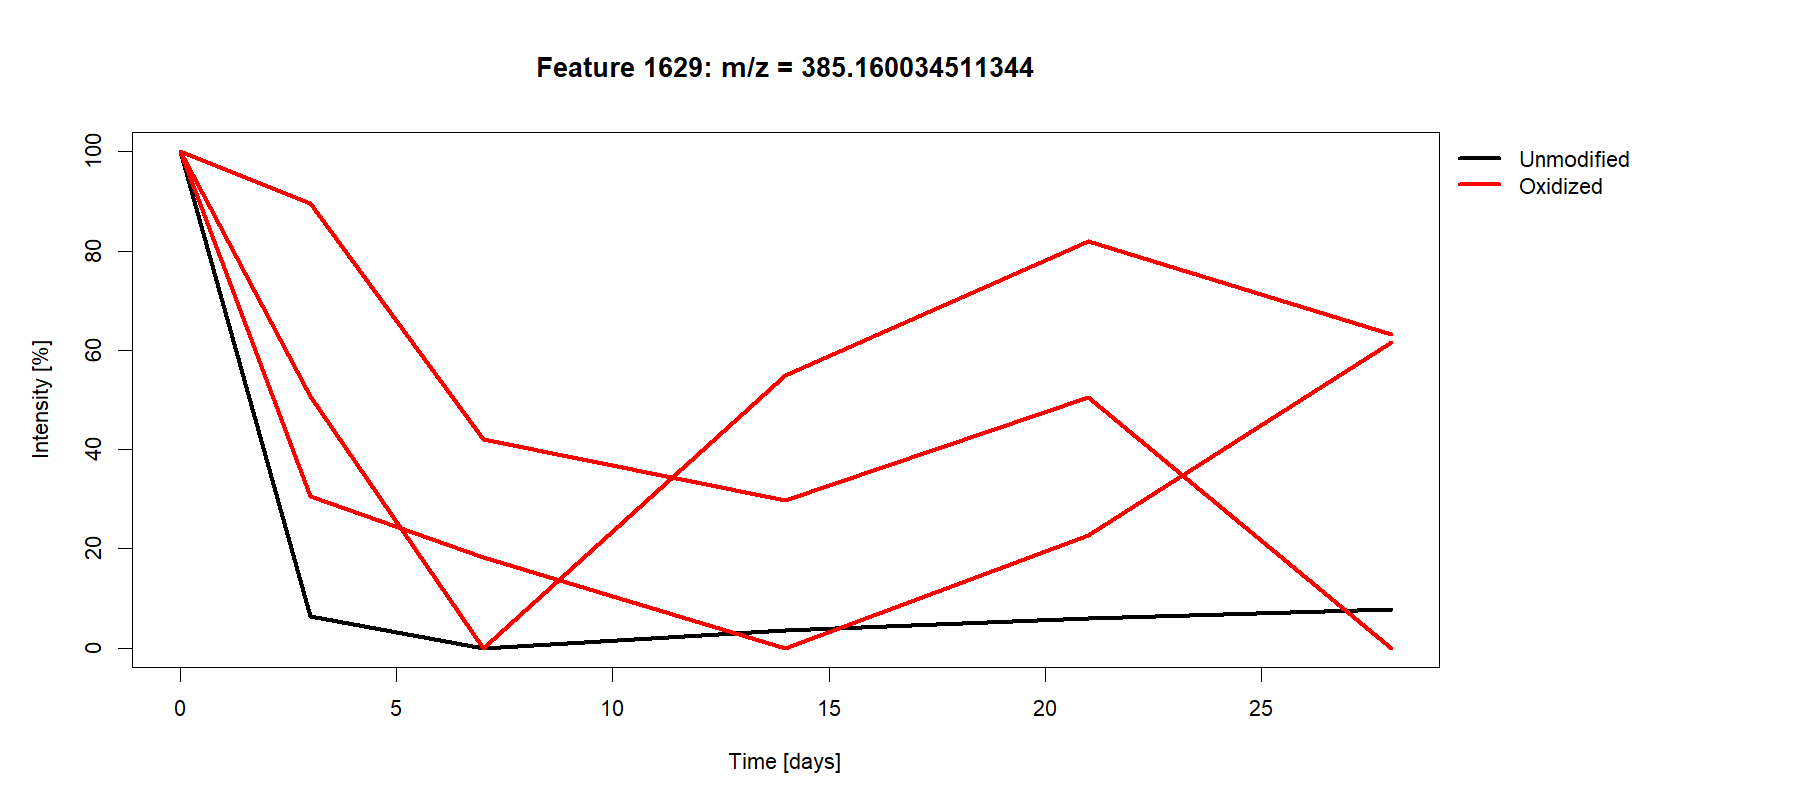 Feature 1629: m/z = 385.160034511344
Unmodified
Oxidized
100
80
60
40
20
0
Intensity [%]
0 5 10 15 20 25
Time [days]